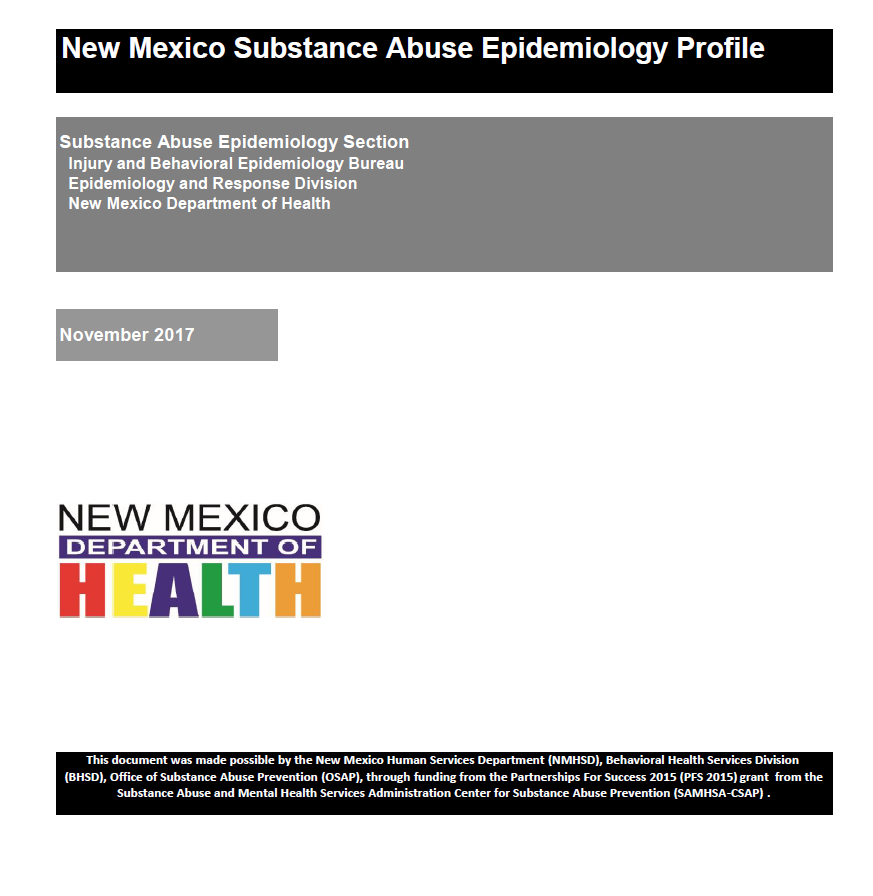 New Mexico Substance Abuse Epidemiology Profile
Substance Abuse Epidemiology Section
Injury and Behavioral Epidemiology Bureau
Epidemiology and Response Division
New Mexico Department of Health
November 2017
NEW MEXICO
DEPARTMENT OF
HEALTH
This document was made possible by the New Mexico Human Services Department (NMHSD), Behavioral Health Services Division
(BHSD), Office of Substance Abuse Prevention (OSAP), through funding from the Partnerships For Success 2015 (PFS 2015) grant from the
Substance Abuse and Mental Health Services Administration Center for Substance Abuse Prevention (SAMHSA-CSAP) .